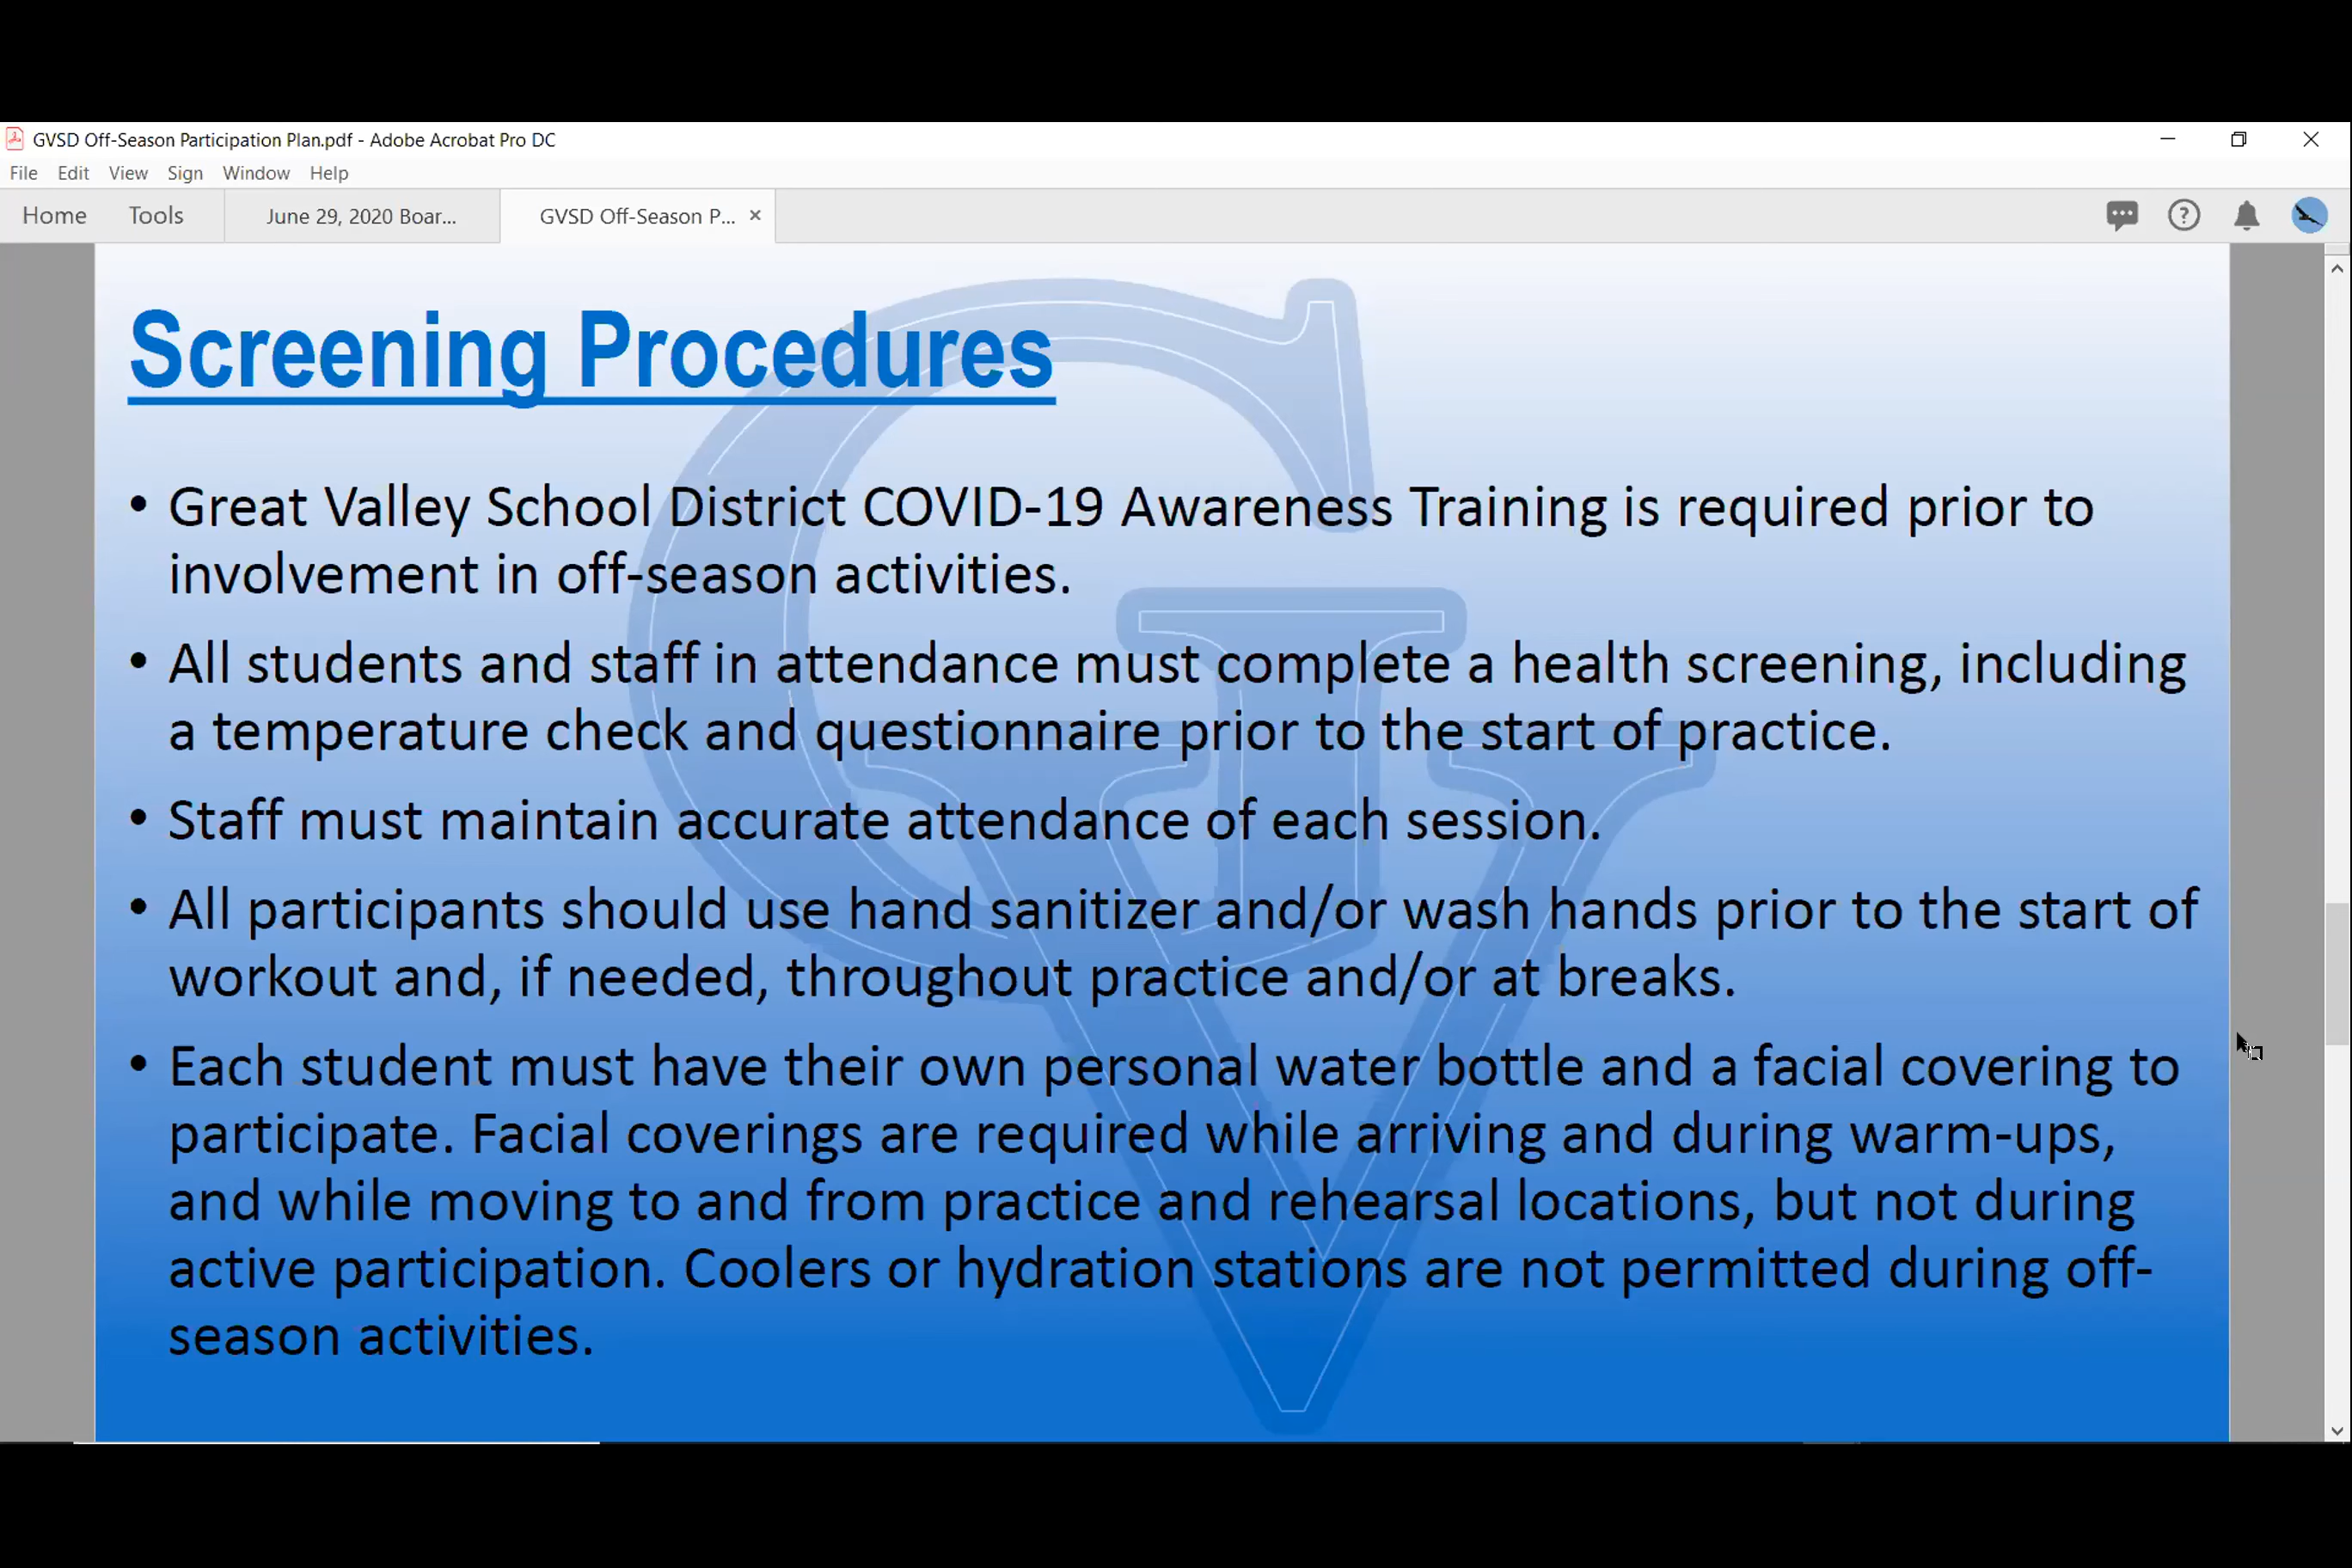 GVSD Off-Season Participation Plan.pdf - Adobe Acrobat Pro DC
File Edit View Sign Window Help
Home Tools June 29, 2020 Boar... GVSD Off-Season P... ×
Screening Procedures
• Great Valley School District COVID-19 Awareness Training is required prior to
involvement in off-season activities.
• All students and staff in attendance must complete a health screening, including
a temperature check and questionnaire prior to the start of practice.
• Staff must maintain accurate attendance of each session.
• All participants should use hand sanitizer and/or wash hands prior to the start of
workout and, if needed, throughout practice and/or at breaks.
• Each student must have their own personal water bottle and a facial covering to
participate. Facial coverings are required while arriving and during warm-ups,
and while moving to and from practice and rehearsal locations, but not during
active participation. Coolers or hydration stations are not permitted during off-
season activities.